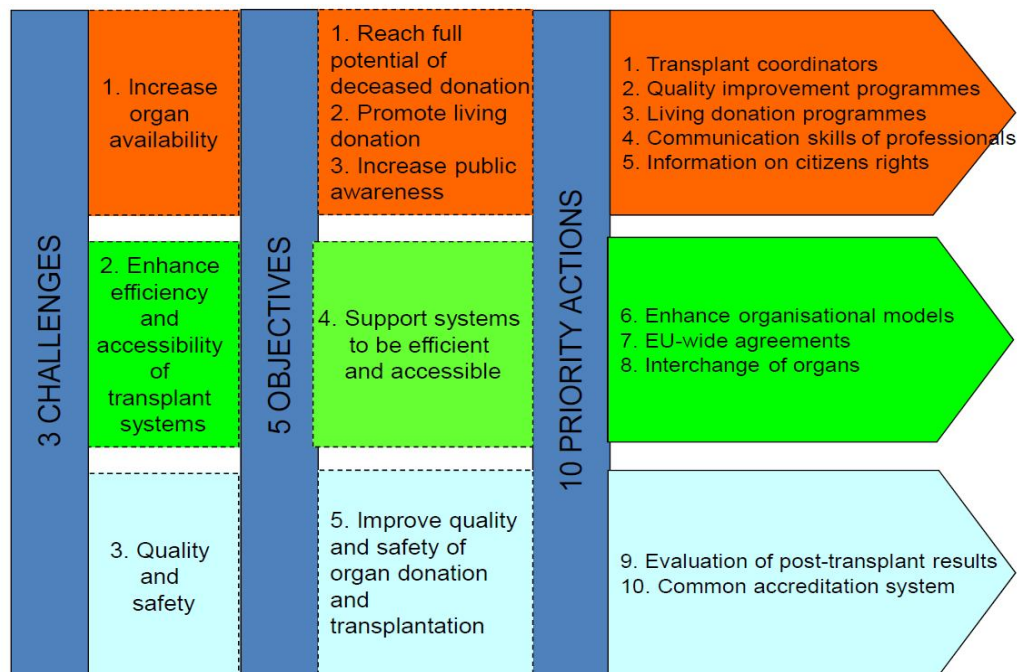 3 CHALLENGES
1. Increase
organ
availability
2. Enhance
efficiency
and
accessibility
of
transplant
systems
3. Quality
and
safety
5 OBJECTIVES
1. Reach full
potential of
deceased donation
2. Promote living
donation
3. Increase public
awareness
4. Support systems
to be efficient
and accessible
5. Improve quality
and safety of
organ donation
and
transplantation
10 PRIORITY ACTIONS
1. Transplant coordinators
2. Quality improvement programmes
3. Living donation programmes
4. Communication skills of professionals
5. Information on citizens rights
6. Enhance organisational models
7. EU-wide agreements
8. Interchange of organs
9. Evaluation of post-transplant results
10. Common accreditation system